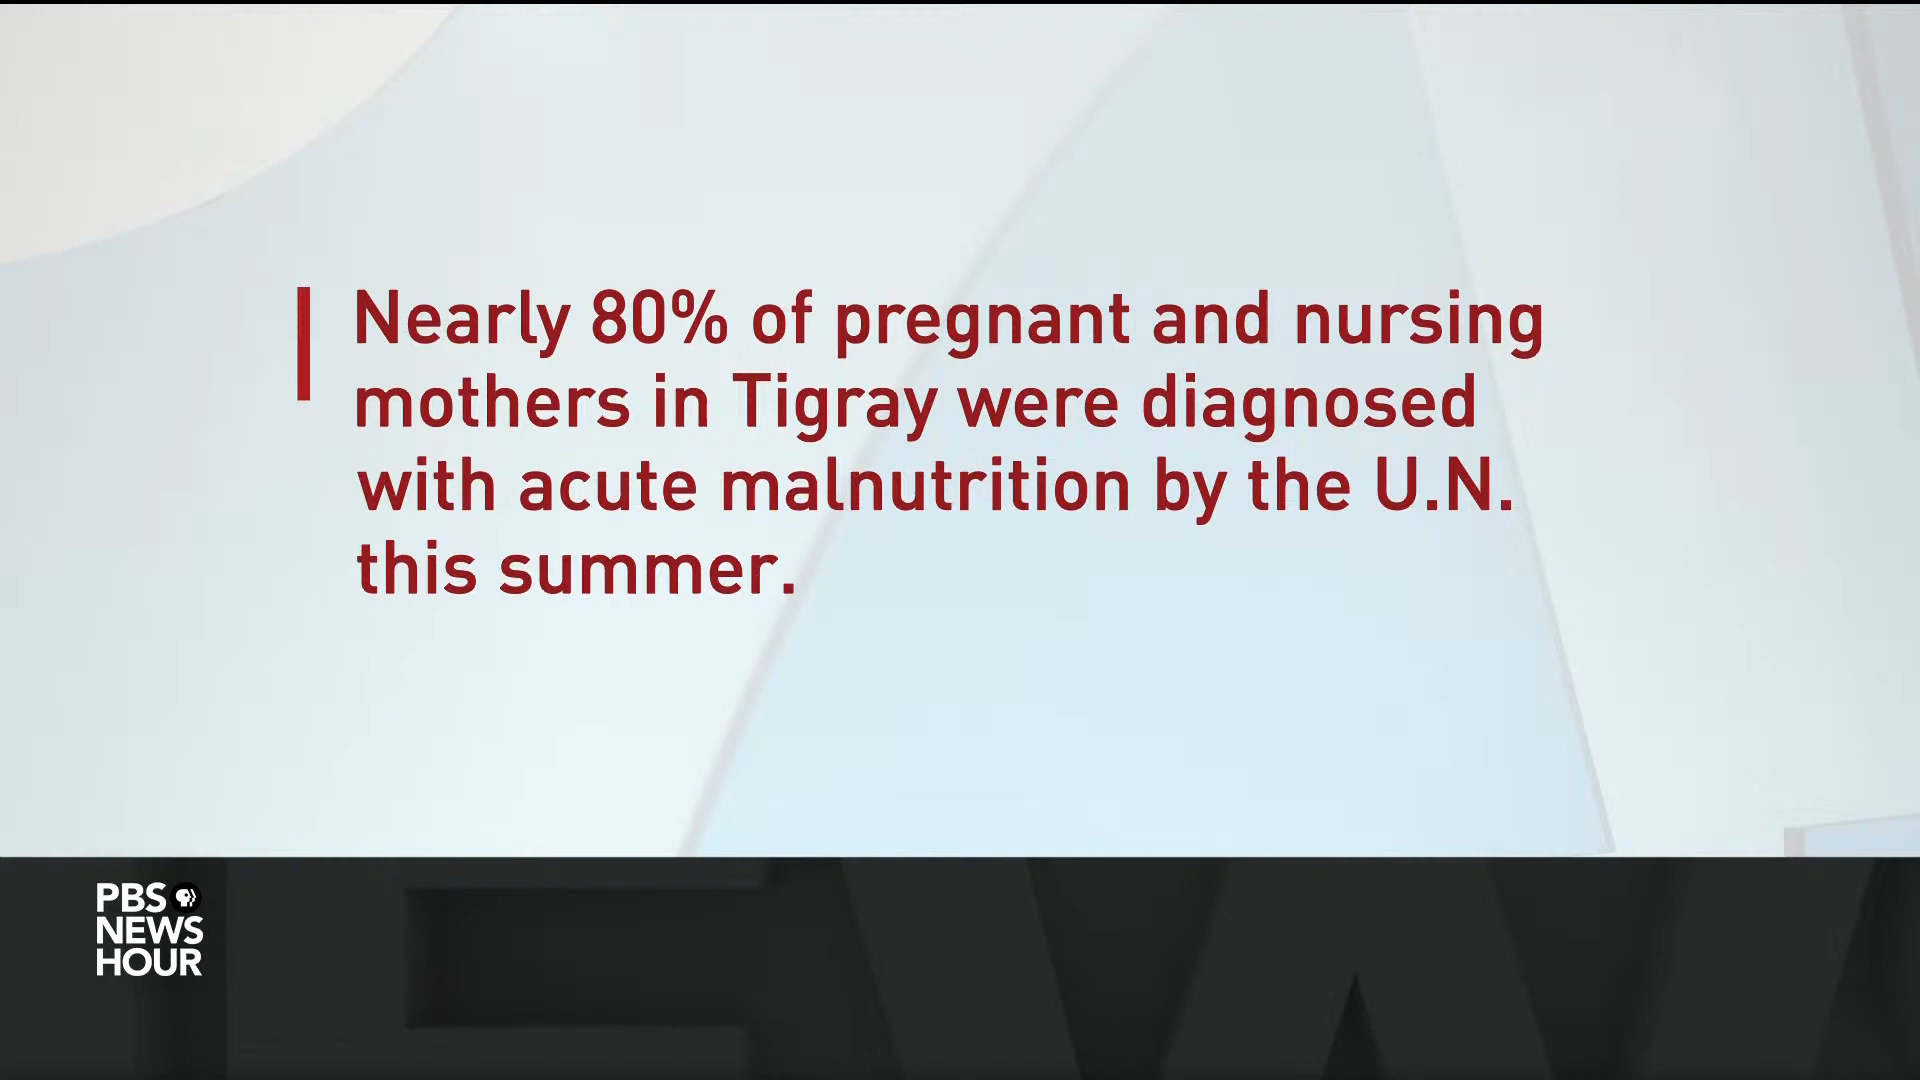 Nearly 80% of pregnant and nursing
mothers in Tigray were diagnosed
with acute malnutrition by the U.N.
this summer.
PBS
NEWS
HOUR